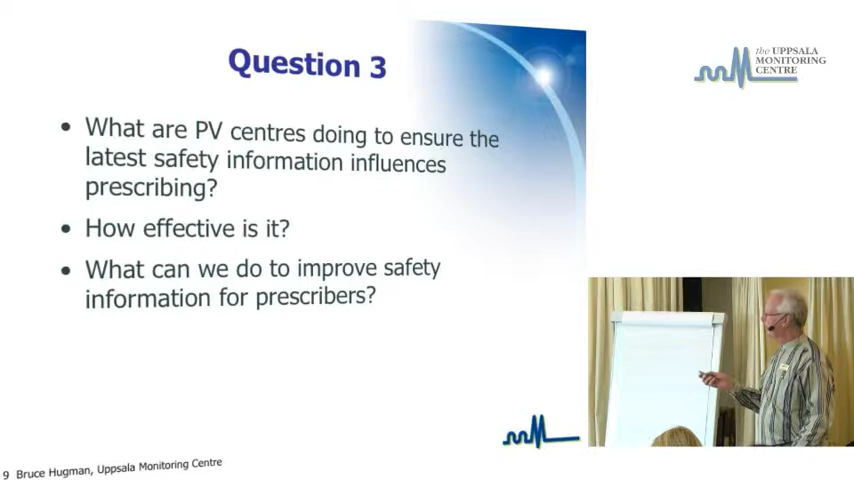 Question 3
• What are PV centres doing to ensure the
latest safety information influences
prescribing?
• How effective is it?
• What can we do to improve safety
information for prescribers?
9 Bruce Hugman, Uppsala Monitoring Centre
the UPPSALA
MONITORING
CENTRE